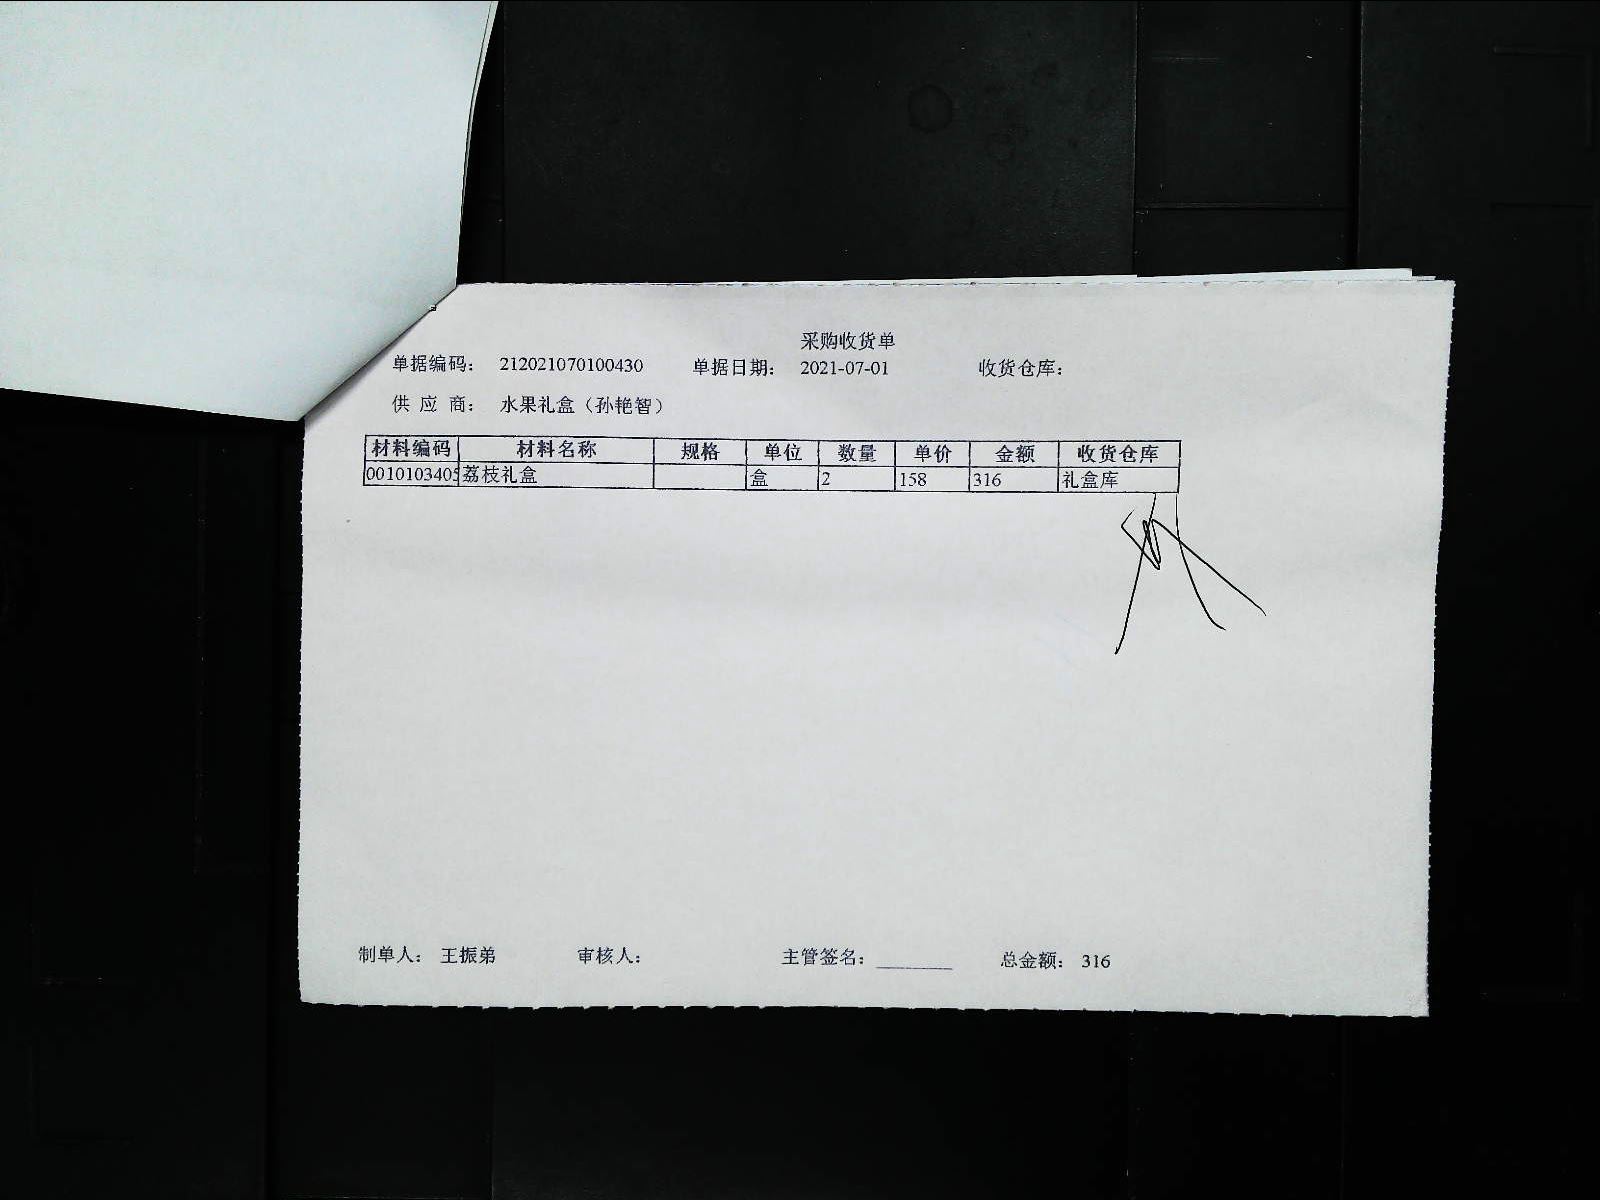 采购收货单
单据编码： 212021070100430 单据日期： 2021-07-01 收货仓库：
供 应 商： 水果礼盒（孙艳智）
材料编码 材料名称 规格 单位 数量 单价 金额 收货仓库
0010103405 荔枝礼盒 盒 2 158 316 礼盒库
制单人： 王振弟 审核人： 主管签名： ________ 总金额： 316